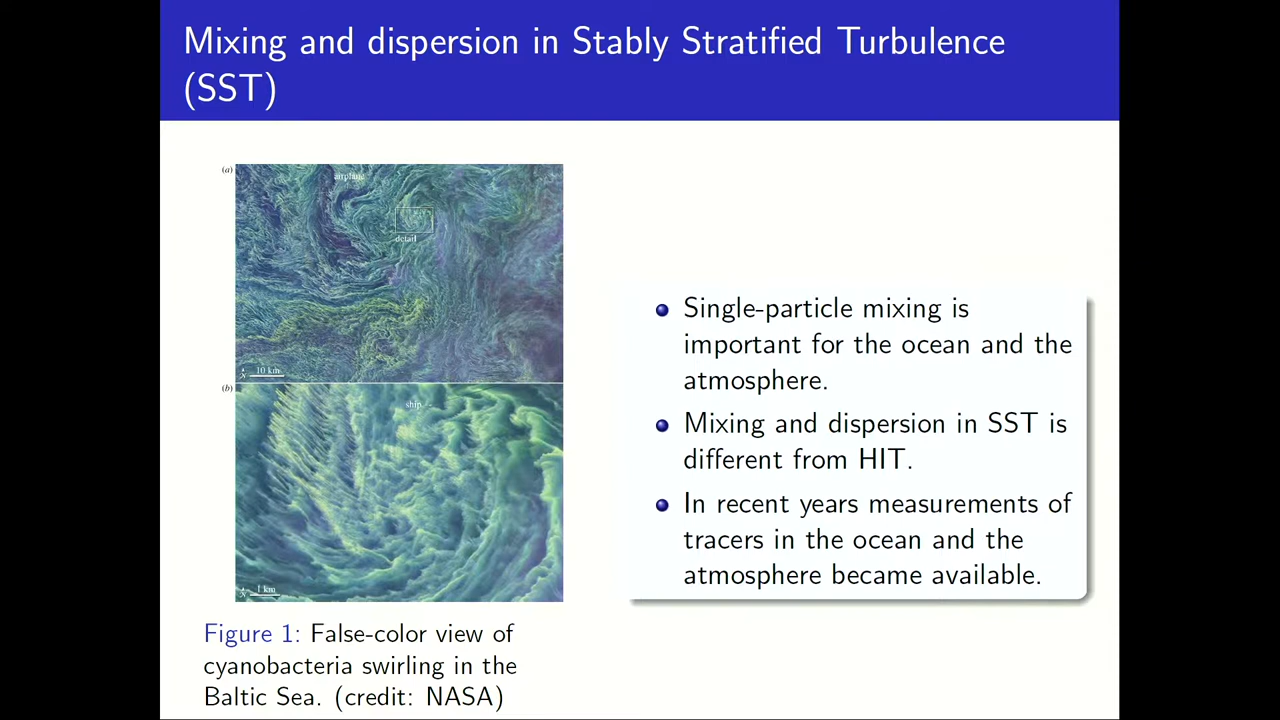 Mixing and dispersion in Stably Stratified Turbulence
(SST)
(a)
airplane
detail
N
10 km
(b)
ship
N
1 km
Figure 1: False-color view of
cyanobacteria swirling in the
Baltic Sea. (credit: NASA)
Single-particle mixing is
important for the ocean and the
atmosphere.
Mixing and dispersion in SST is
different from HIT.
In recent years measurements of
tracers in the ocean and the
atmosphere became available.